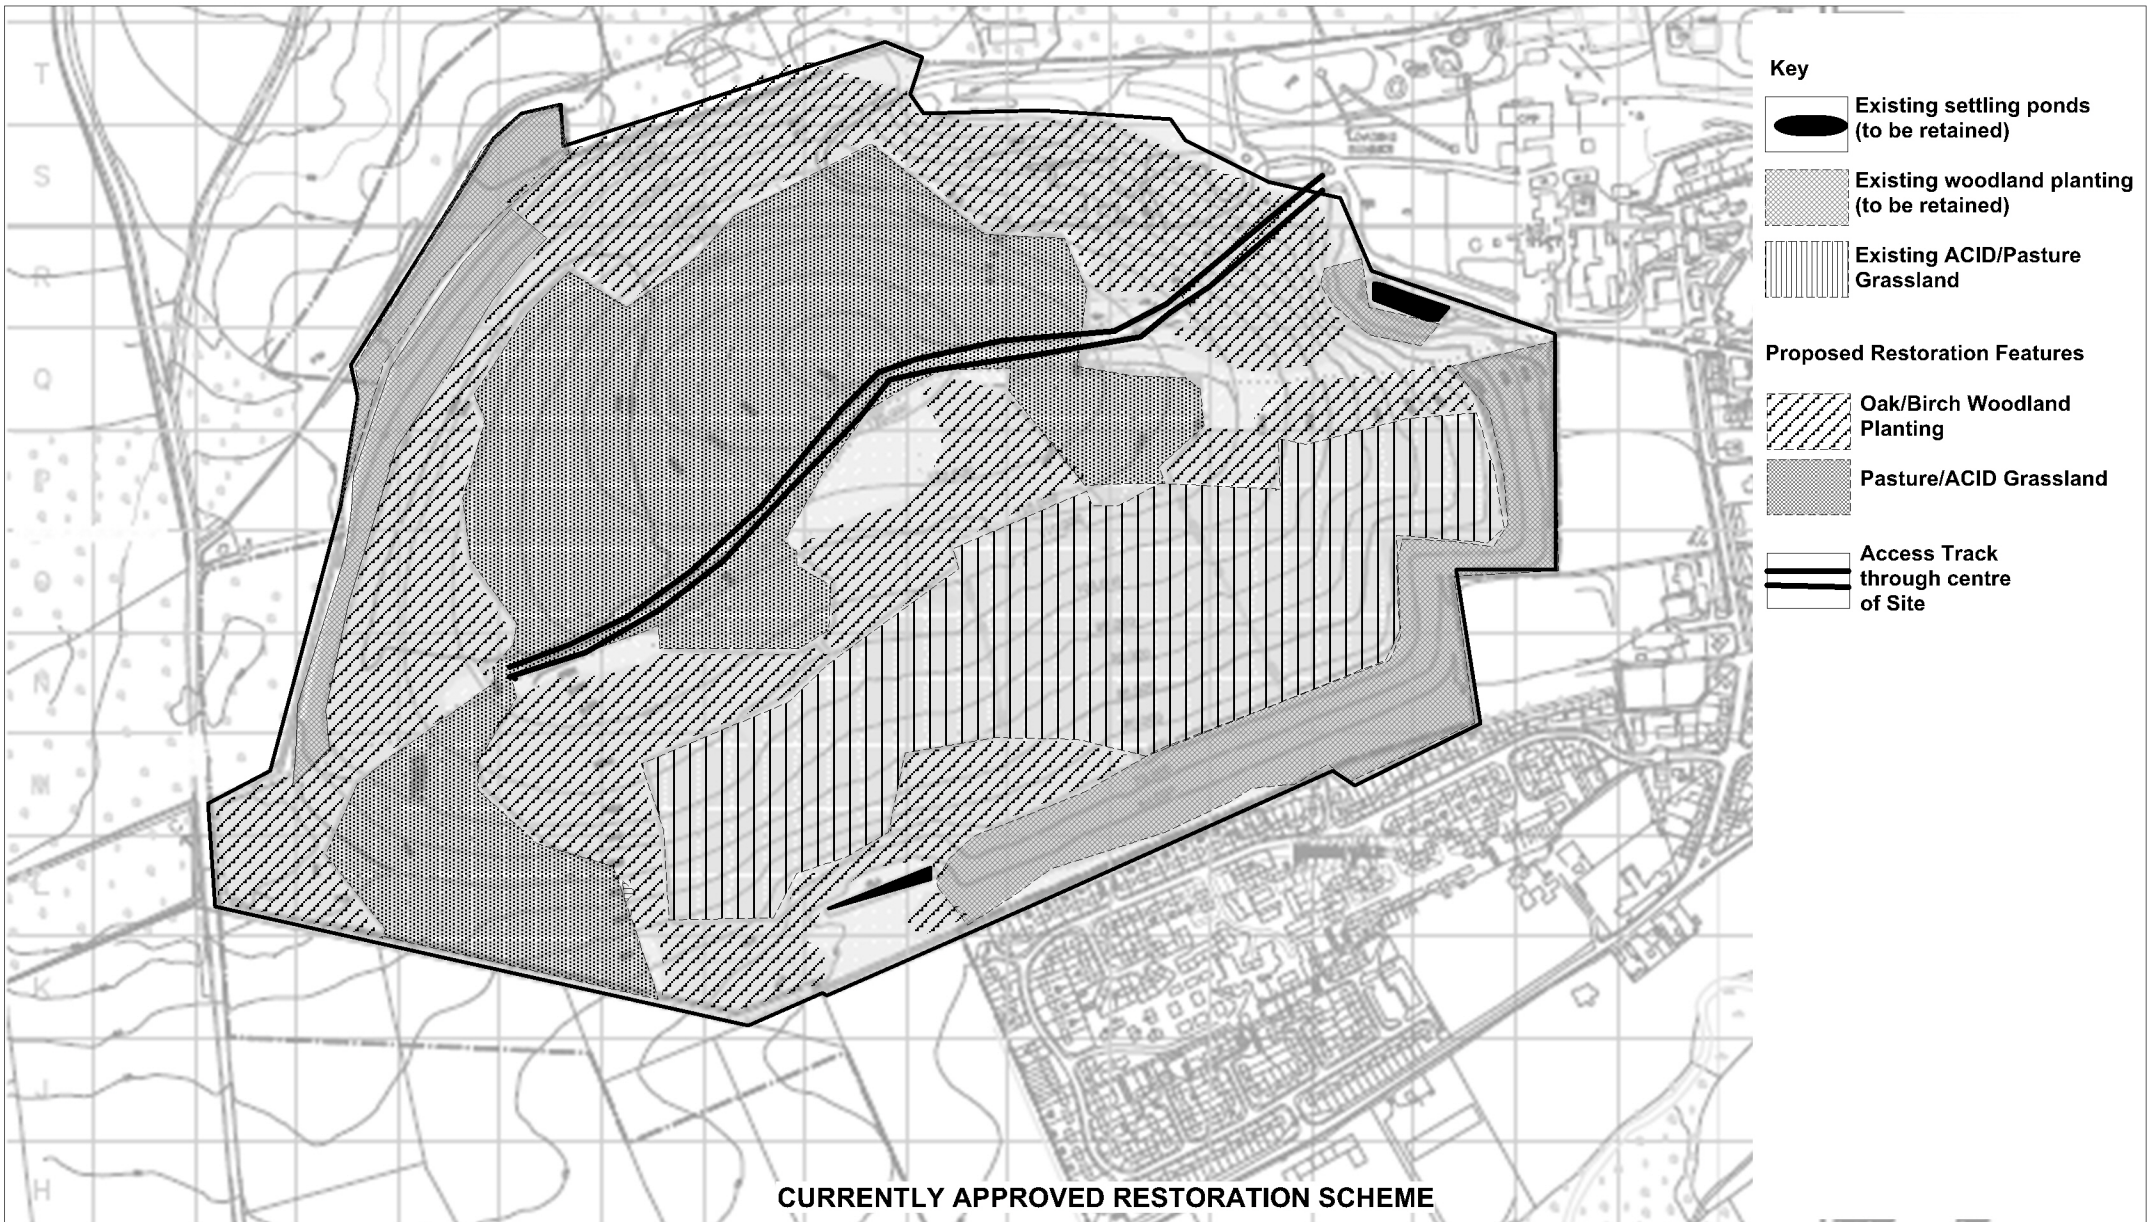 T
S
R
Q
P
O
N
M
L
K
J
H
Key
Existing settling ponds
(to be retained)
Existing woodland planting
(to be retained)
Existing ACID/Pasture
Grassland
Proposed Restoration Features
Oak/Birch Woodland
Planting
Pasture/ACID Grassland
Access Track
through centre
of Site
CURRENTLY APPROVED RESTORATION SCHEME